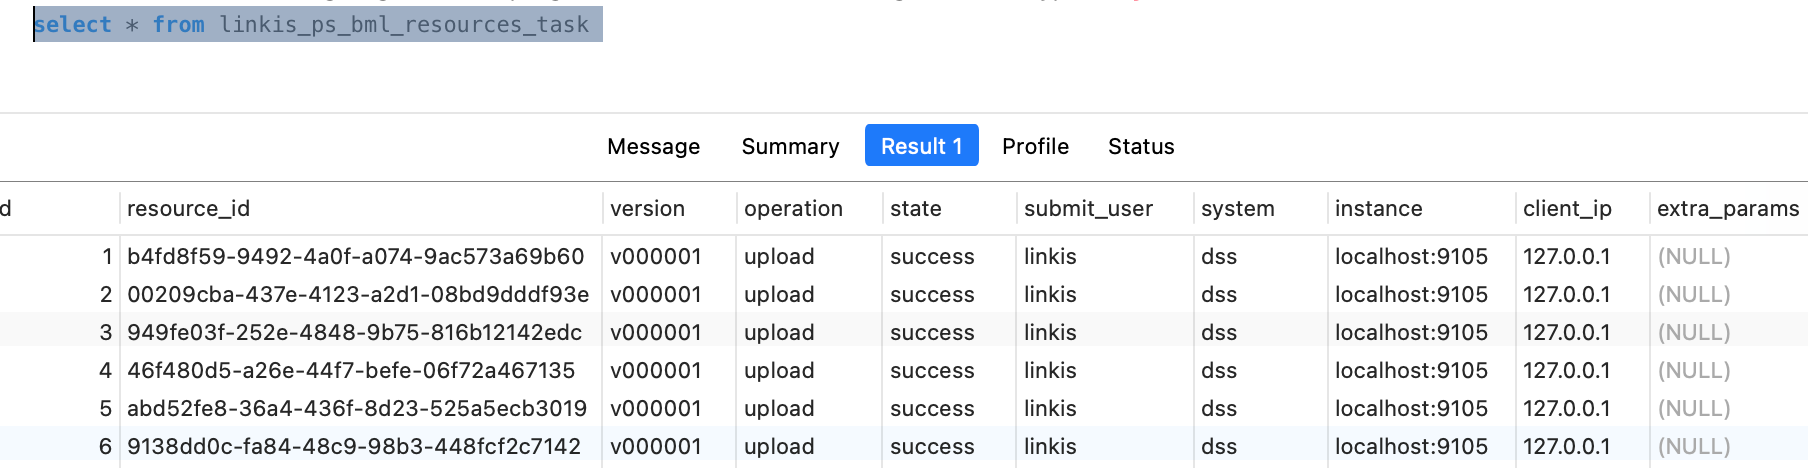 select * from linkis_ps_bml_resources_task
Message Summary Result 1 Profile Status
d resource_id version operation state submit_user system instance client_ip extra_params
1 b4fd8f59-9492-4a0f-a074-9ac573a69b60 v000001 upload success linkis dss localhost:9105 127.0.0.1 (NULL)
2 00209cba-437e-4123-a2d1-08bd9dddf93e v000001 upload success linkis dss localhost:9105 127.0.0.1 (NULL)
3 949fe03f-252e-4848-9b75-816b12142edc v000001 upload success linkis dss localhost:9105 127.0.0.1 (NULL)
4 46f480d5-a26e-44f7-befe-06f72a467135 v000001 upload success linkis dss localhost:9105 127.0.0.1 (NULL)
5 abd52fe8-36a4-436f-8d23-525a5ecb3019 v000001 upload success linkis dss localhost:9105 127.0.0.1 (NULL)
6 9138dd0c-fa84-48c9-98b3-448fcf2c7142 v000001 upload success linkis dss localhost:9105 127.0.0.1 (NULL)